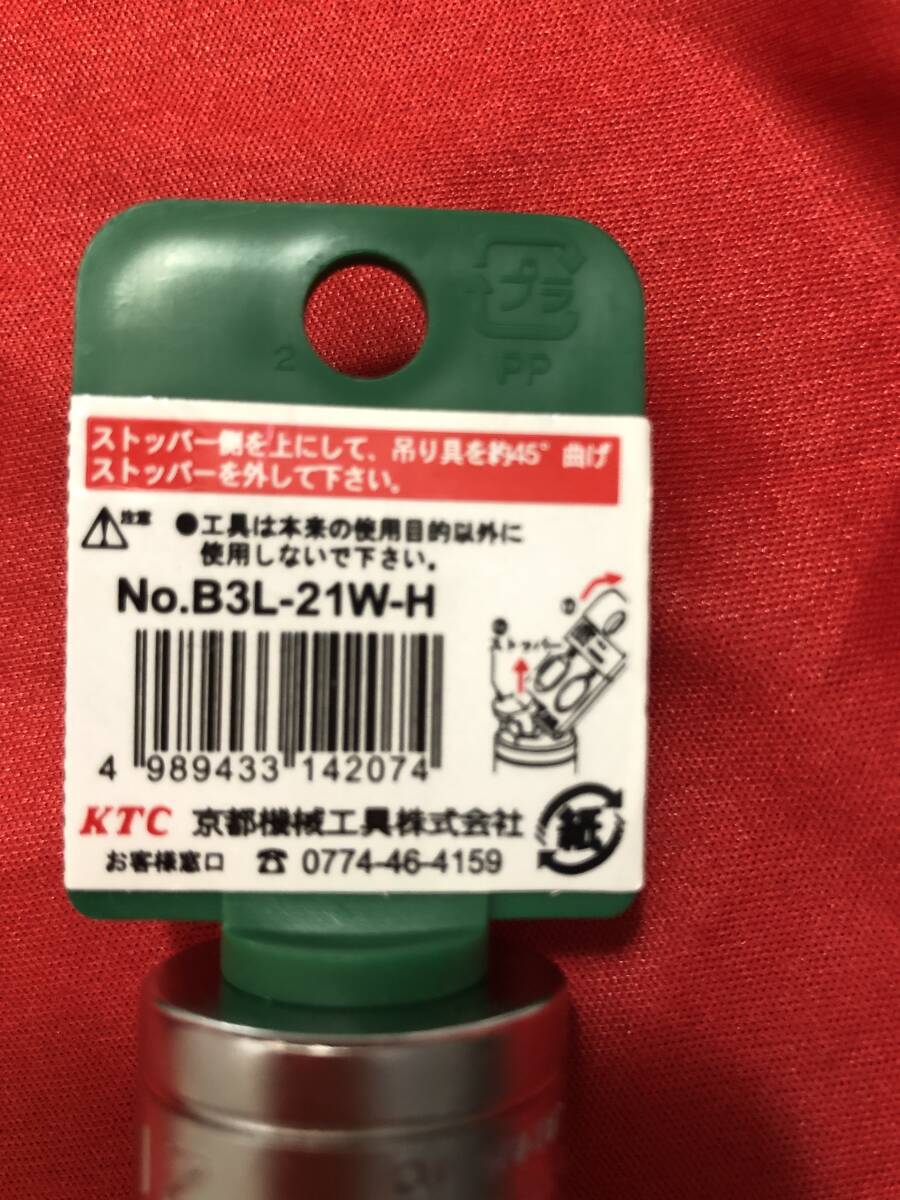 プラ
2
PP
ストッパー側を上にして、吊り具を約45°曲げ
ストッパーを外して下さい。
注意
●工具は本来の使用目的以外に
使用しないで下さい。
No.B3L-21W-H
①
②
ストッパー
4 989433 142074
KTC 京都機械工具株式会社
紙
お客様窓口 ☎ 0774-46-4159